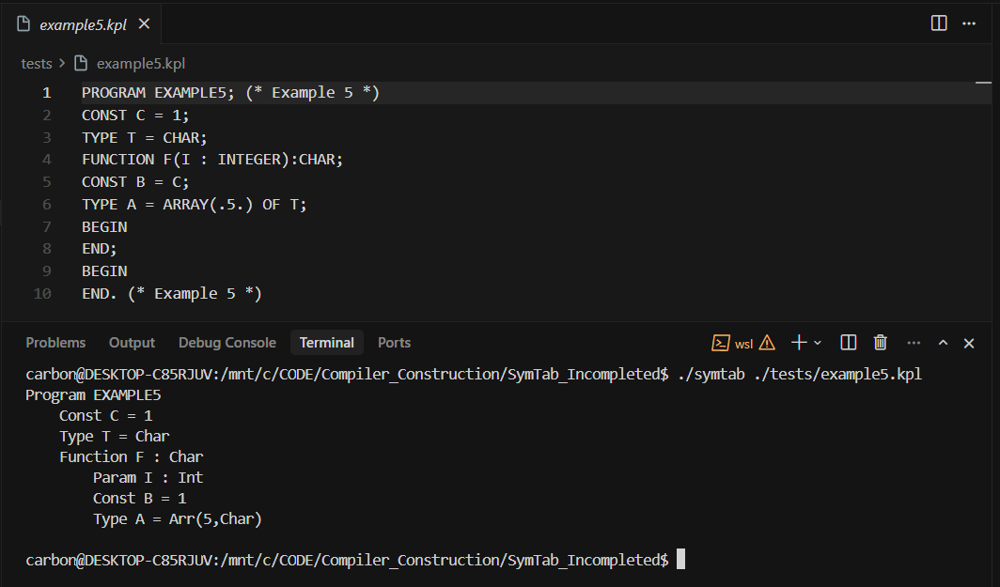 example5.kpl
tests > example5.kpl
1 PROGRAM EXAMPLE5; (* Example 5 *)
2 CONST C = 1;
3 TYPE T = CHAR;
4 FUNCTION F(I : INTEGER):CHAR;
5 CONST B = C;
6 TYPE A = ARRAY(.5.) OF T;
7 BEGIN
8 END;
9 BEGIN
10 END. (* Example 5 *)
Problems Output Debug Console Terminal Ports wsl
carbon@DESKTOP-C85RJUV:/mnt/c/CODE/Compiler_Construction/SymTab_Incompleted$ ./symtab ./tests/example5.kpl
Program EXAMPLE5
    Const C = 1
    Type T = Char
    Function F : Char
        Param I : Int
        Const B = 1
        Type A = Arr(5,Char)
carbon@DESKTOP-C85RJUV:/mnt/c/CODE/Compiler_Construction/SymTab_Incompleted$